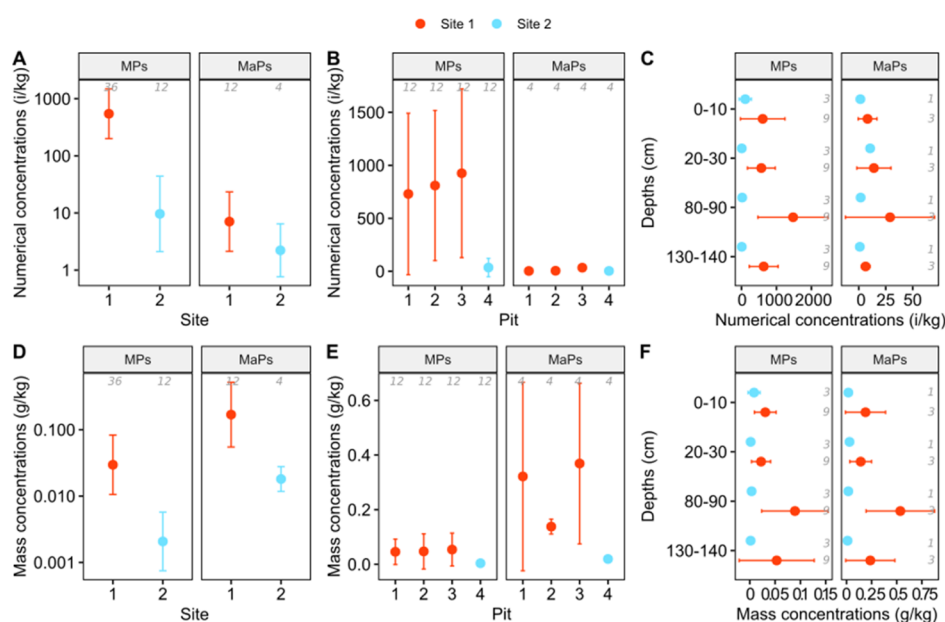 Site 1 Site 2
A
MPs MaPs
36 12 12 4
Numerical concentrations (i/kg)
1000
100
10
1
1 2 1 2
Site
B
MPs MaPs
12 12 12 12 4 4 4 4
Numerical concentrations (i/kg)
1500
1000
500
0
1 2 3 4 1 2 3 4
Pit
C
MPs MaPs
Depths (cm)
0-10 3 9 1 3
20-30 3 9 1 3
80-90 3 9 1 3
130-140 3 9 1 3
0 1000 2000 0 25 50
Numerical concentrations (i/kg)
D
MPs MaPs
36 12 12 4
Mass concentrations (g/kg)
0.100
0.010
0.001
1 2 1 2
Site
E
MPs MaPs
12 12 12 12 4 4 4 4
Mass concentrations (g/kg)
0.6
0.4
0.2
0.0
1 2 3 4 1 2 3 4
Pit
F
MPs MaPs
Depths (cm)
0-10 3 9 1 3
20-30 3 9 1 3
80-90 3 9 1 3
130-140 3 9 1 3
0 0.05 0.1 0.15 0 0.25 0.5 0.75
Mass concentrations (g/kg)